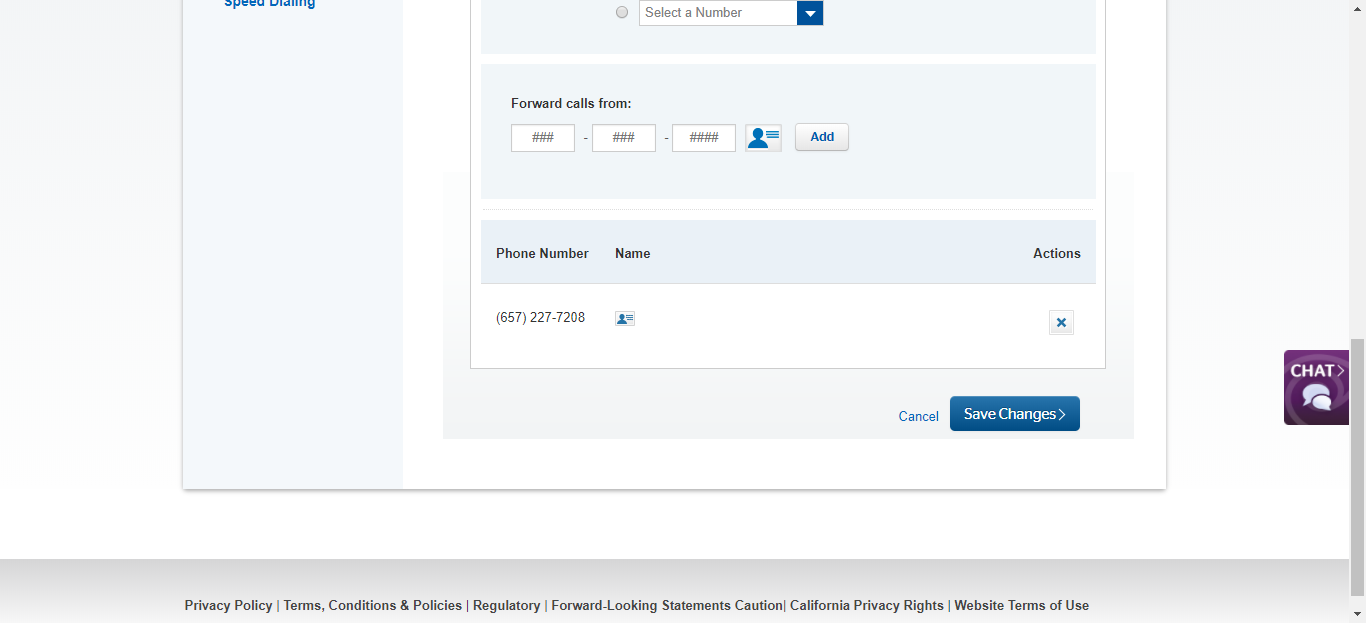 Speed Dialing
Select a Number
Forward calls from:
### - ### - #### Add
Phone Number Name Actions
(657) 227-7208
CHAT
Cancel Save Changes
Privacy Policy | Terms, Conditions & Policies | Regulatory | Forward-Looking Statements Caution| California Privacy Rights | Website Terms of Use